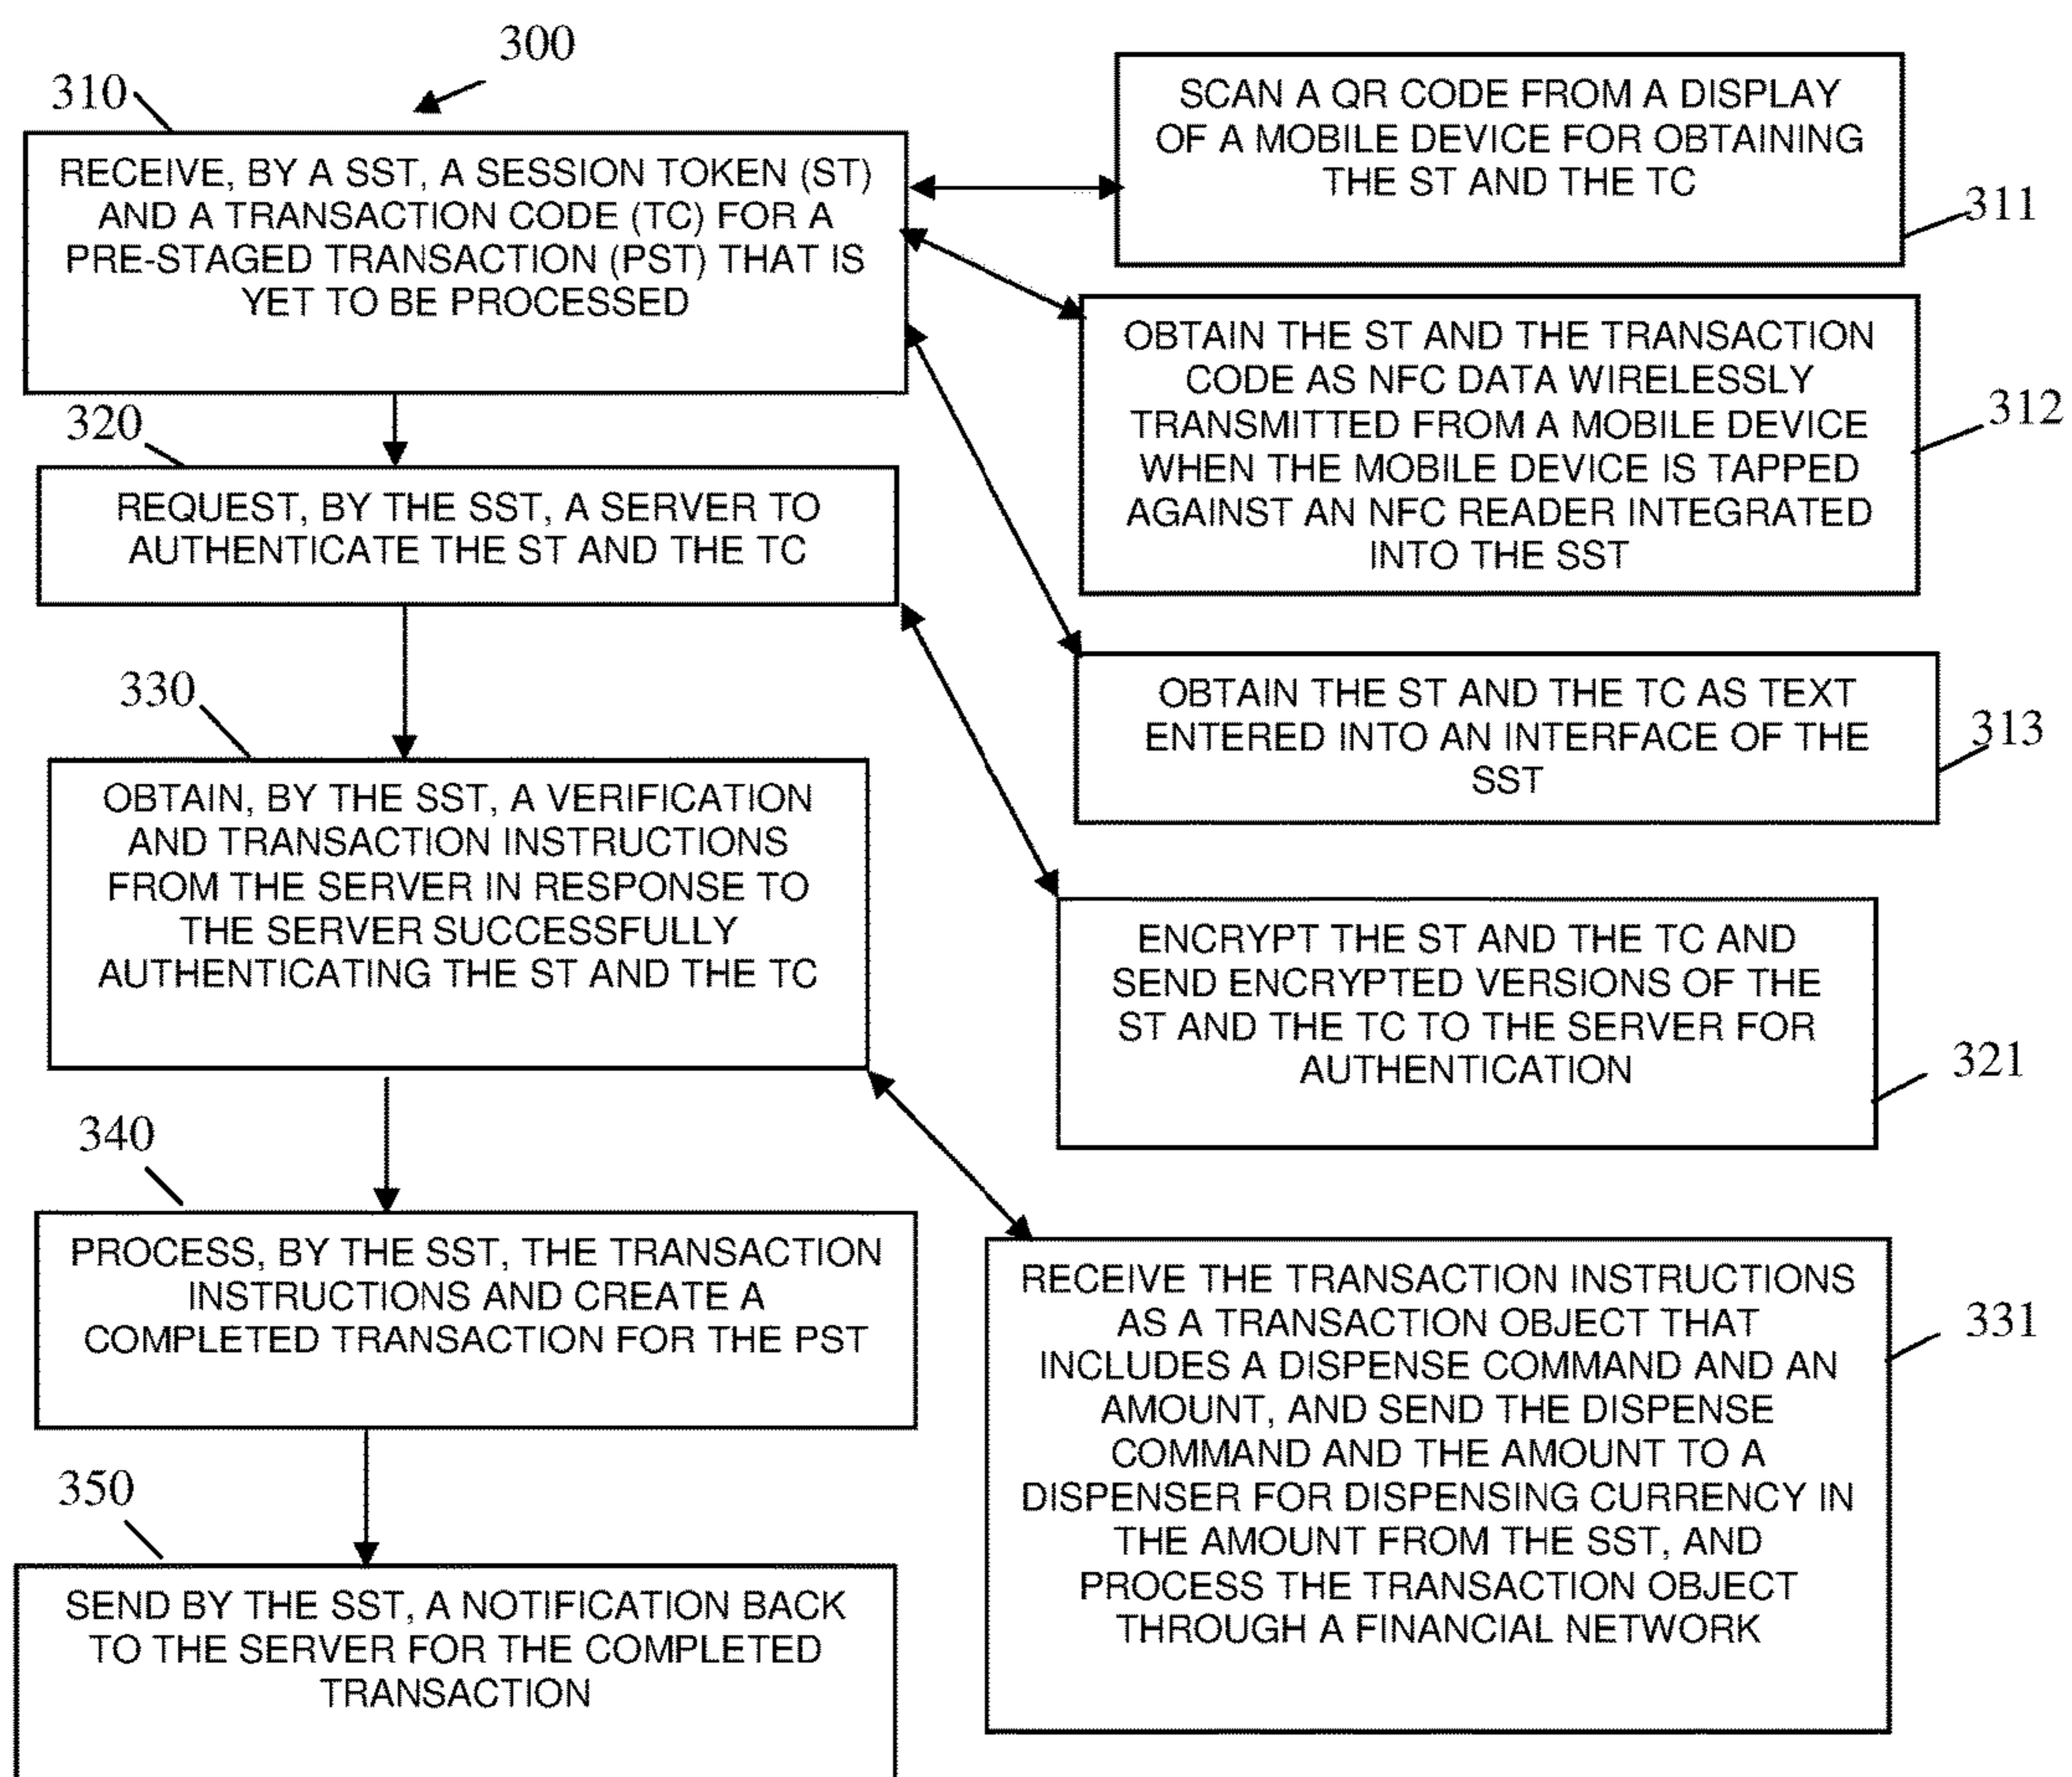 300
310
RECEIVE, BY A SST, A SESSION TOKEN (ST)
AND A TRANSACTION CODE (TC) FOR A
PRE-STAGED TRANSACTION (PST) THAT IS
YET TO BE PROCESSED
SCAN A QR CODE FROM A DISPLAY
OF A MOBILE DEVICE FOR OBTAINING
THE ST AND THE TC
311
OBTAIN THE ST AND THE TRANSACTION
CODE AS NFC DATA WIRELESSLY
TRANSMITTED FROM A MOBILE DEVICE
WHEN THE MOBILE DEVICE IS TAPPED
AGAINST AN NFC READER INTEGRATED
INTO THE SST
312
320
REQUEST, BY THE SST, A SERVER TO
AUTHENTICATE THE ST AND THE TC
OBTAIN THE ST AND THE TC AS TEXT
ENTERED INTO AN INTERFACE OF THE
SST
313
330
OBTAIN, BY THE SST, A VERIFICATION
AND TRANSACTION INSTRUCTIONS
FROM THE SERVER IN RESPONSE TO
THE SERVER SUCCESSFULLY
AUTHENTICATING THE ST AND THE TC
ENCRYPT THE ST AND THE TC AND
SEND ENCRYPTED VERSIONS OF THE
ST AND THE TC TO THE SERVER FOR
AUTHENTICATION
321
340
PROCESS, BY THE SST, THE TRANSACTION
INSTRUCTIONS AND CREATE A
COMPLETED TRANSACTION FOR THE PST
RECEIVE THE TRANSACTION INSTRUCTIONS
AS A TRANSACTION OBJECT THAT
INCLUDES A DISPENSE COMMAND AND AN
AMOUNT, AND SEND THE DISPENSE
COMMAND AND THE AMOUNT TO A
DISPENSER FOR DISPENSING CURRENCY IN
THE AMOUNT FROM THE SST, AND
PROCESS THE TRANSACTION OBJECT
THROUGH A FINANCIAL NETWORK
331
350
SEND BY THE SST, A NOTIFICATION BACK
TO THE SERVER FOR THE COMPLETED
TRANSACTION